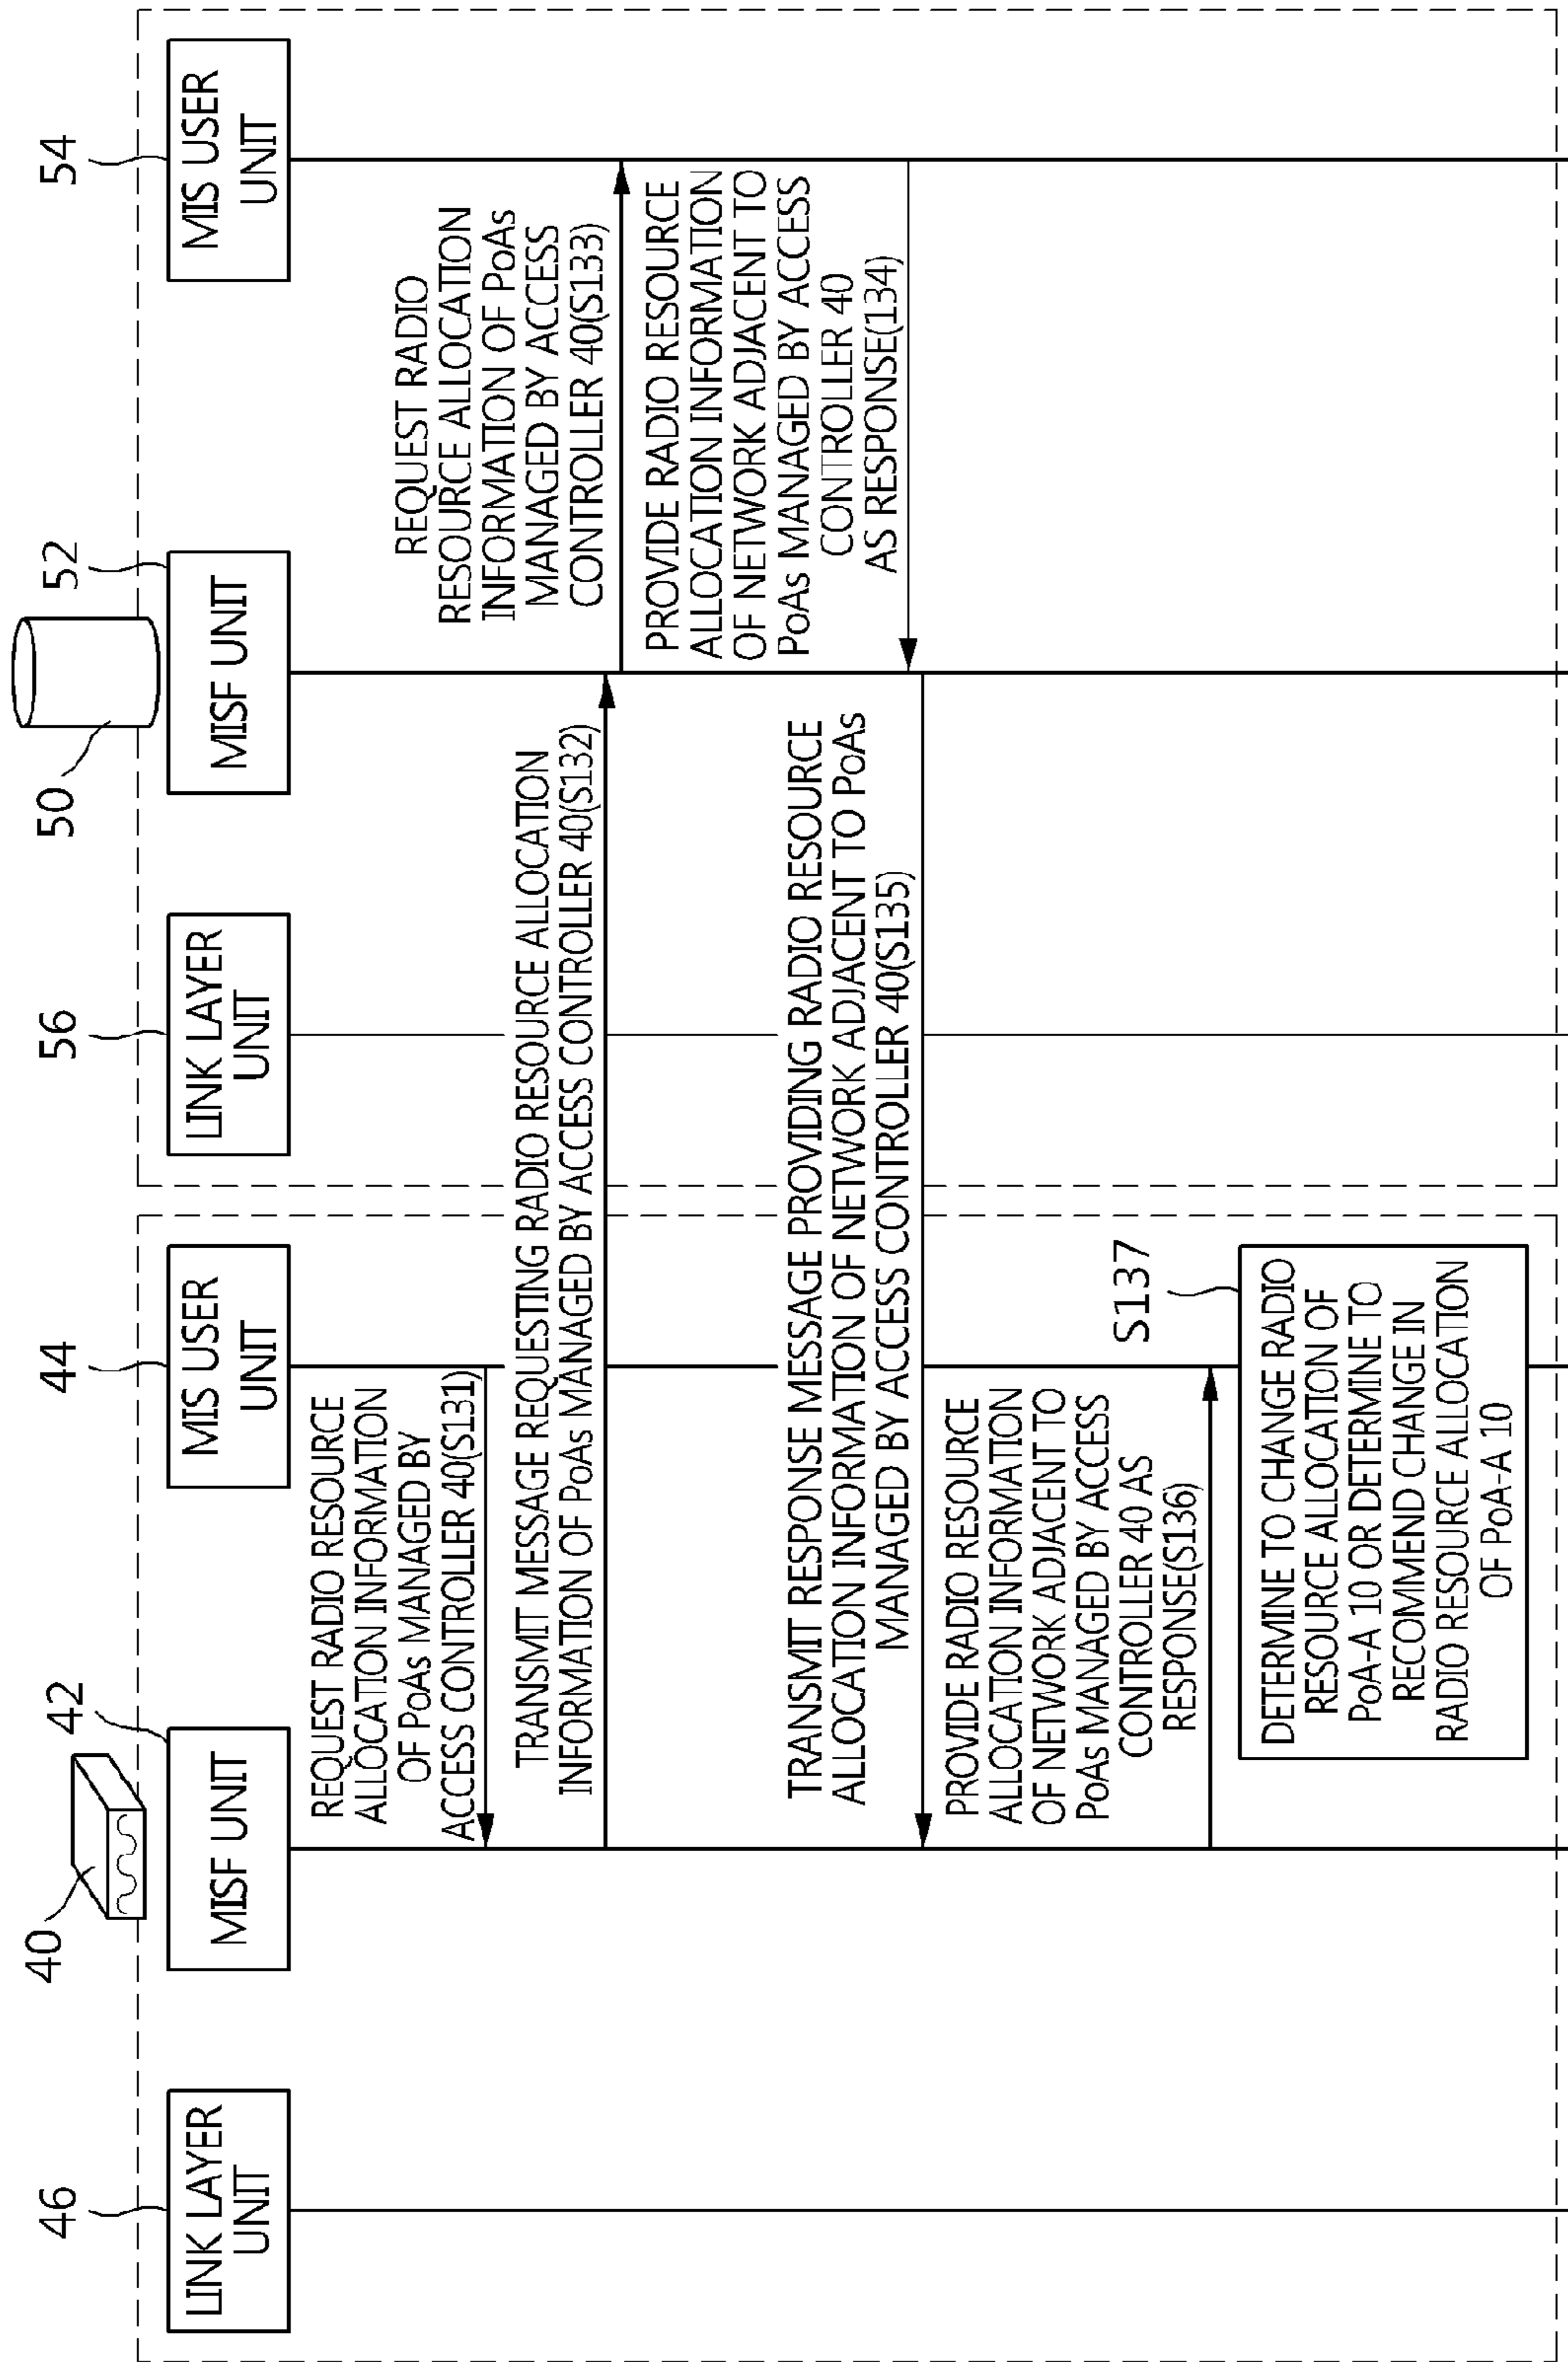 40
50
46
42
44
56
52
54
LINK LAYER
UNIT
MISF UNIT
MIS USER
UNIT
LINK LAYER
UNIT
MISF UNIT
MIS USER
UNIT
REQUEST RADIO RESOURCE
ALLOCATION INFORMATION
OF PoAs MANAGED BY
ACCESS CONTROLLER 40(S131)
TRANSMIT MESSAGE REQUESTING RADIO RESOURCE ALLOCATION
INFORMATION OF PoAs MANAGED BY ACCESS CONTROLLER 40(S132)
REQUEST RADIO
RESOURCE ALLOCATION
INFORMATION OF PoAs
MANAGED BY ACCESS
CONTROLLER 40(S133)
PROVIDE RADIO RESOURCE
ALLOCATION INFORMATION
OF NETWORK ADJACENT TO
PoAs MANAGED BY ACCESS
CONTROLLER 40
AS RESPONSE(134)
TRANSMIT RESPONSE MESSAGE PROVIDING RADIO RESOURCE
ALLOCATION INFORMATION OF NETWORK ADJACENT TO PoAs
MANAGED BY ACCESS CONTROLLER 40(S135)
PROVIDE RADIO RESOURCE
ALLOCATION INFORMATION
OF NETWORK ADJACENT TO
PoAs MANAGED BY ACCESS
CONTROLLER 40 AS
RESPONSE(S136)
S137
DETERMINE TO CHANGE RADIO
RESOURCE ALLOCATION OF
PoA-A 10 OR DETERMINE TO
RECOMMEND CHANGE IN
RADIO RESOURCE ALLOCATION
OF PoA-A 10